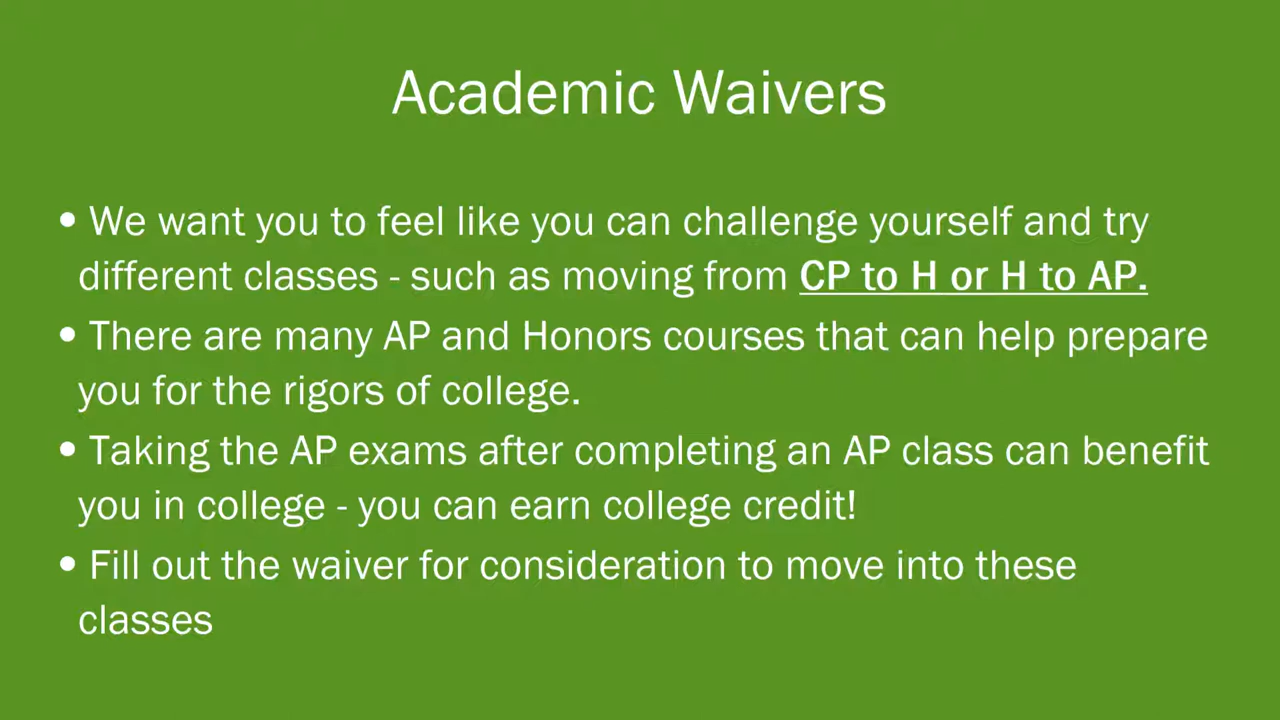 Academic Waivers
• We want you to feel like you can challenge yourself and try
different classes - such as moving from CP to H or H to AP.
• There are many AP and Honors courses that can help prepare
you for the rigors of college.
• Taking the AP exams after completing an AP class can benefit
you in college - you can earn college credit!
• Fill out the waiver for consideration to move into these
classes